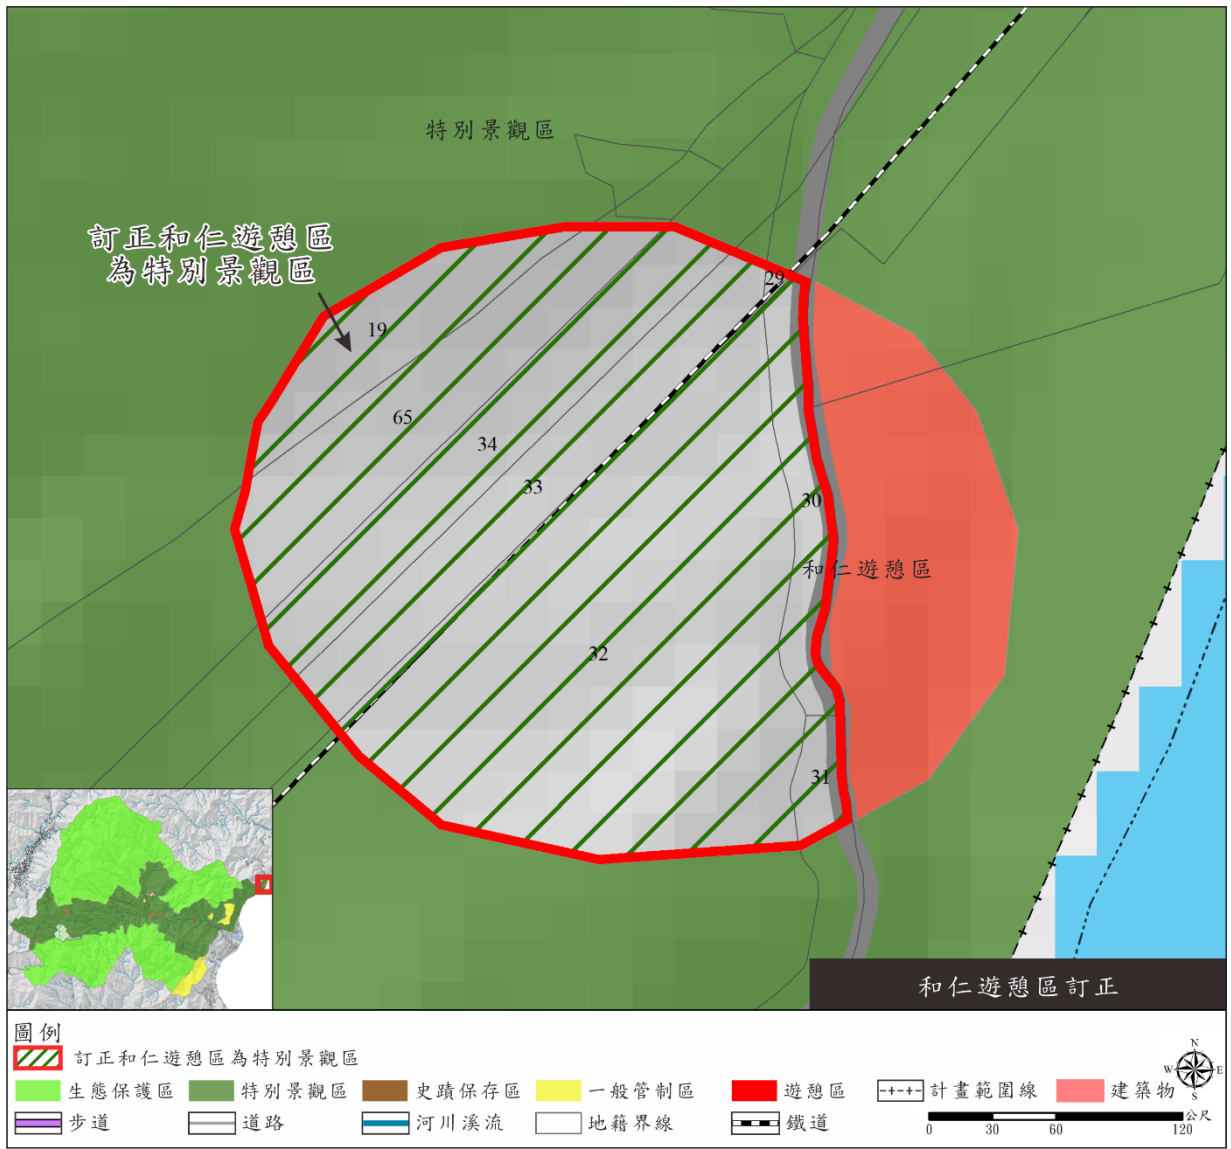 特別景觀區
訂正和仁遊憩區
為特別景觀區
29
19
65
34
33
30
和仁遊憩區
32
31
和仁遊憩區訂正
圖例
訂正和仁遊憩區為特別景觀區
生態保護區 特別景觀區 史蹟保存區 一般管制區 遊憩區 計畫範圍線 建築物
步道 道路 河川溪流 地籍界線 鐵道
N
W E
S
公尺
0 30 60 120